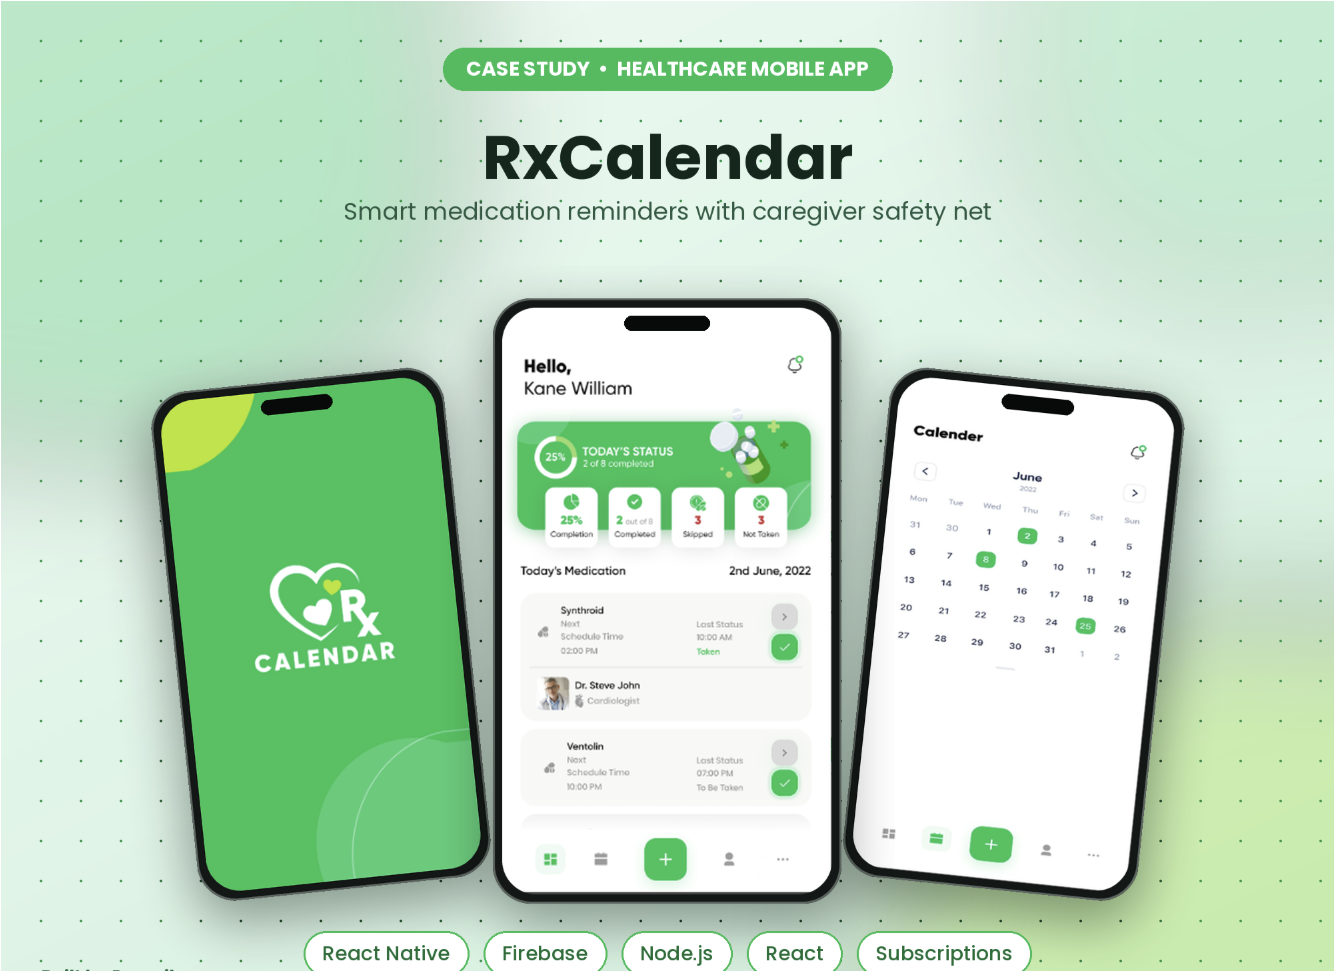 CASE STUDY • HEALTHCARE MOBILE APP
RxCalendar
Smart medication reminders with caregiver safety net
Rx
CALENDAR
Hello,
Kane William
25%
TODAY'S STATUS
2 of 8 completed
25%
Completion
2 out of 8
Completed
3
Skipped
3
Not Taken
Today's Medication
2nd June, 2022
Synthroid
Next
Schedule Time
02:00 PM
Last Status
10:00 AM
Taken
Dr. Steve John
Cardiologist
Ventolin
Next
Schedule Time
10:00 PM
Last Status
07:00 PM
To Be Taken
Calender
June
2022
Mon Tue Wed Thu Fri Sat Sun
31 30 1 2 3 4 5
6 7 8 9 10 11 12
13 14 15 16 17 18 19
20 21 22 23 24 25 26
27 28 29 30 31 1 2
React Native
Firebase
Node.js
React
Subscriptions